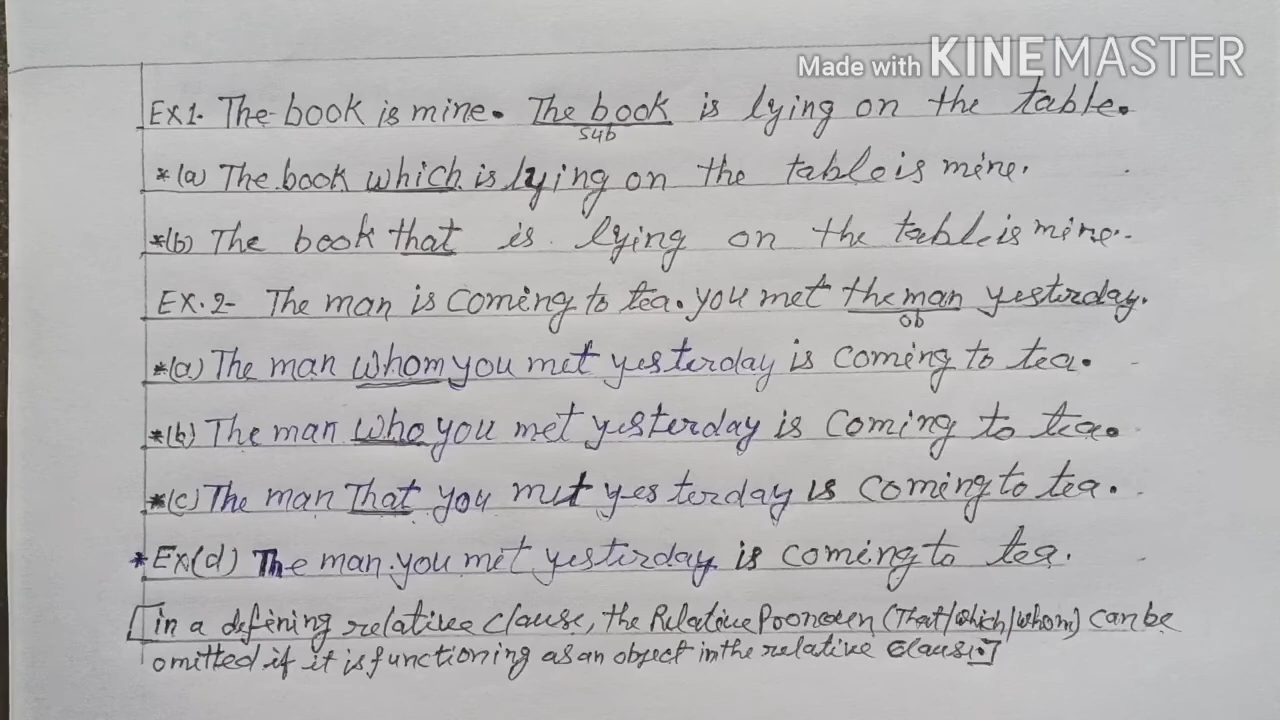 Made with KINEMASTER
Ex1. The book is mine. The book is lying on the table.
sub
*(a) The book which is lying on the table is mine.
*(b) The book that is lying on the table is mine.
Ex.2- The man is coming to tea. you met the man yesterday.
ob
*(a) The man whom you met yesterday is coming to tea.
*(b) The man who you met yesterday is coming to tea.
*(c) The man That you met yesterday is coming to tea.
*Ex(d) The man you met yesterday is coming to tea.
[in a defining relative clause, the Relative Pronoun (That/which/whom) can be
omitted if it is functioning as an object in the relative clause.]